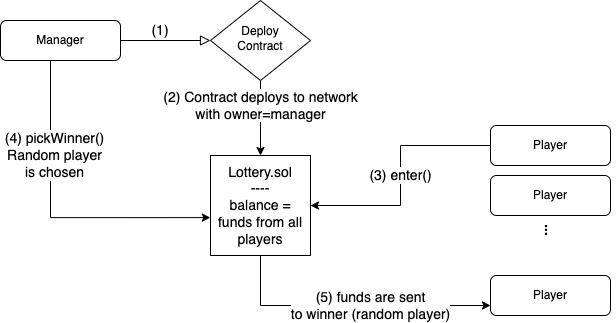 Manager
(1)
Deploy
Contract
(2) Contract deploys to network
with owner=manager
(4) pickWinner()
Random player
is chosen
Lottery.sol
----
balance =
funds from all
players
(3) enter()
Player
Player
...
Player
(5) funds are sent
to winner (random player)